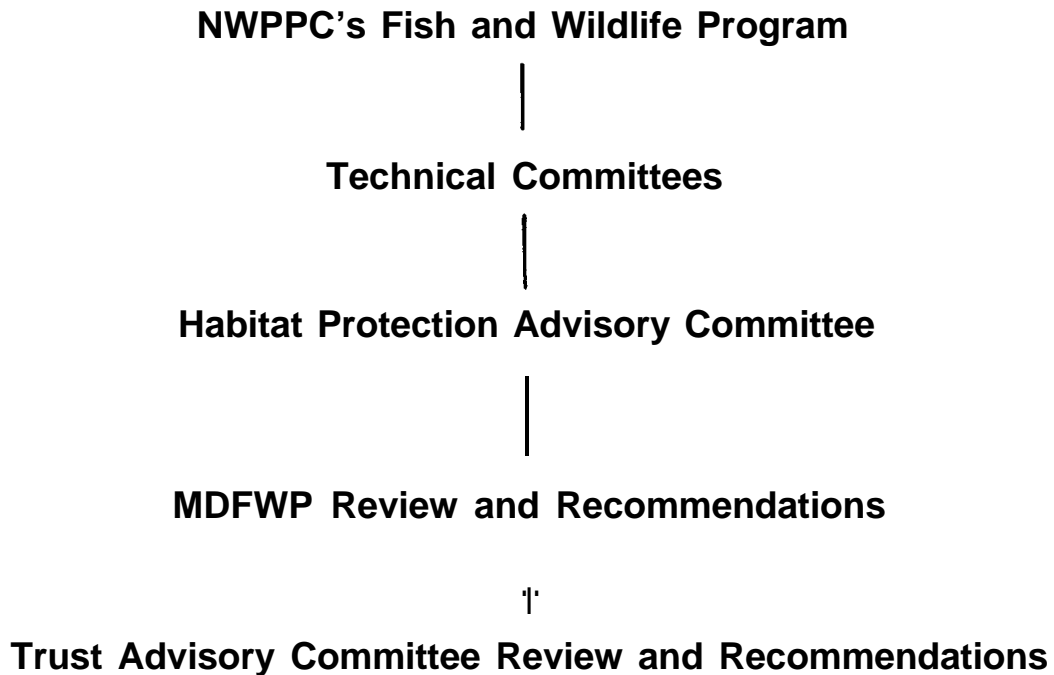 NWPPC's Fish and Wildlife Program
Technical Committees
Habitat Protection Advisory Committee
MDFWP Review and Recommendations
Trust Advisory Committee Review and Recommendations